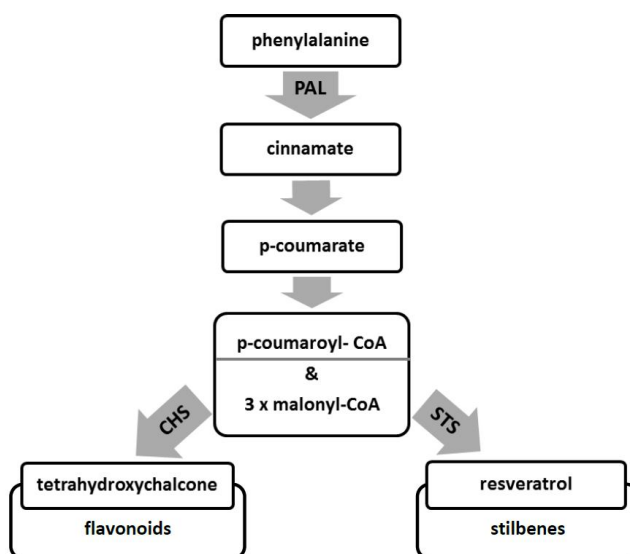 phenylalanine
PAL
cinnamate
p-coumarate
p-coumaroyl- CoA
&
3 x malonyl-CoA
CHS
STS
tetrahydroxychalcone
resveratrol
flavonoids
stilbenes